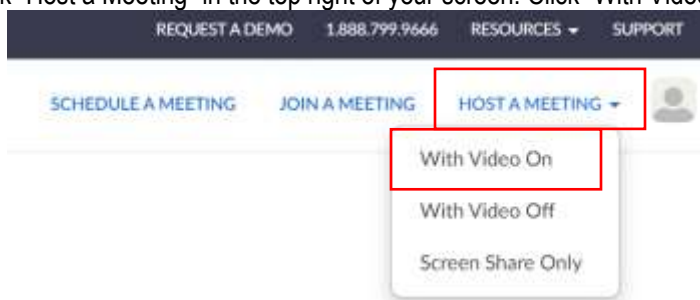 k "Host a Meeting" in the top right of your screen. Click "With Video
REQUEST A DEMO 1.888.799.9666 RESOURCES SUPPORT
SCHEDULE A MEETING JOIN A MEETING HOST A MEETING
With Video On
With Video Off
Screen Share Only